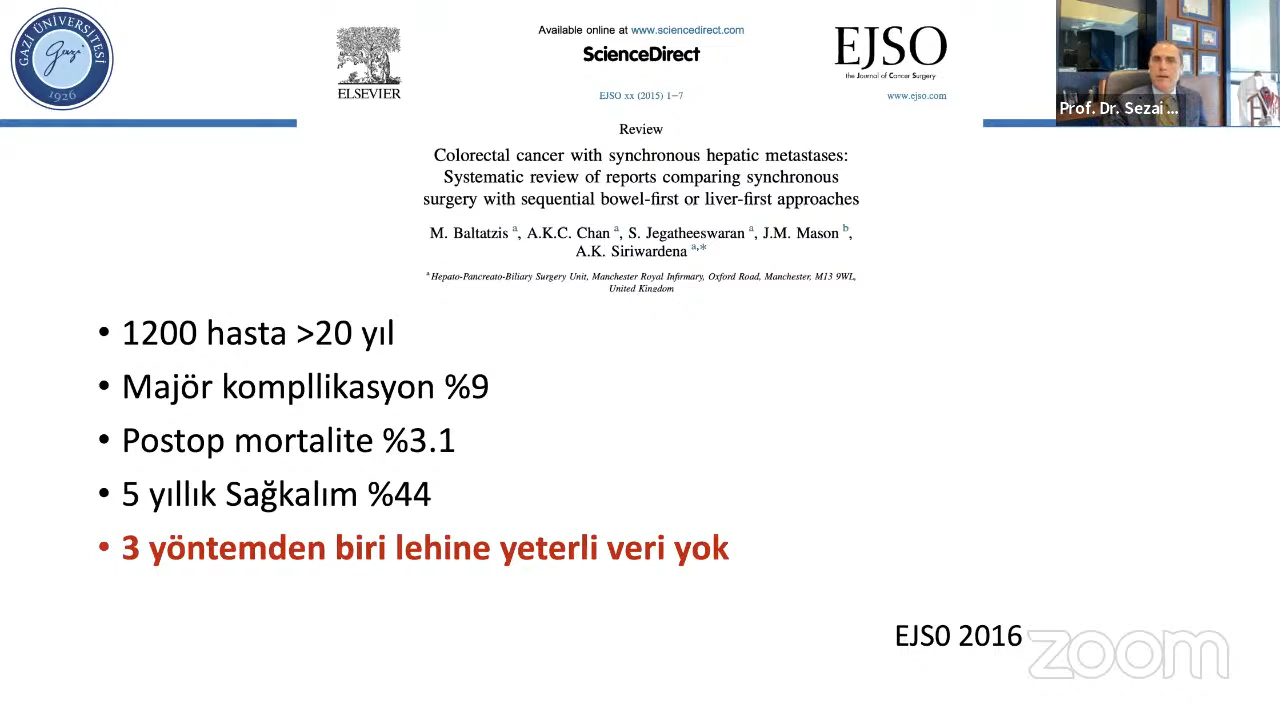 GAZİ ÜNİVERSİTESİ
Gazi
1926
ELSEVIER
Available online at www.sciencedirect.com
ScienceDirect
EJSO xx (2015) 1–7
EJSO
the Journal of Cancer Surgery
www.ejso.com
Prof. Dr. Sezai ...
Review
Colorectal cancer with synchronous hepatic metastases:
Systematic review of reports comparing synchronous
surgery with sequential bowel-first or liver-first approaches
M. Baltatzis a, A.K.C. Chan a, S. Jegatheeswaran a, J.M. Mason b,
A.K. Siriwardena a,*
a Hepato-Pancreato-Biliary Surgery Unit, Manchester Royal Infirmary, Oxford Road, Manchester, M13 9WL,
United Kingdom
• 1200 hasta >20 yıl
• Majör kompllikasyon %9
• Postop mortalite %3.1
• 5 yıllık Sağkalım %44
• 3 yöntemden biri lehine yeterli veri yok
EJS0 2016
zoom